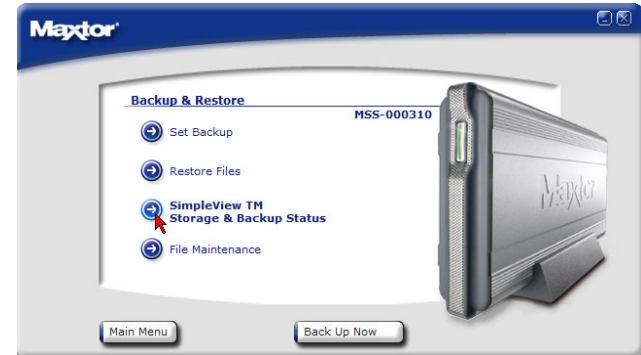 Maxtor
Backup & Restore
MSS-000310
Set Backup
Restore Files
SimpleView TM
Storage & Backup Status
File Maintenance
Maxtor
Main Menu
Back Up Now